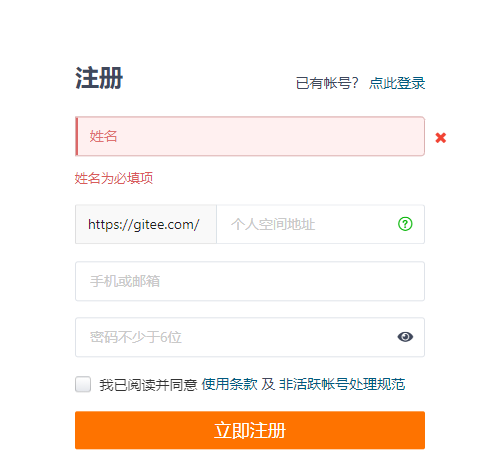 注册
已有帐号? 点此登录
姓名
姓名为必填项
https://gitee.com/ 个人空间地址
手机或邮箱
密码不少于6位
我已阅读并同意 使用条款 及 非活跃帐号处理规范
立即注册